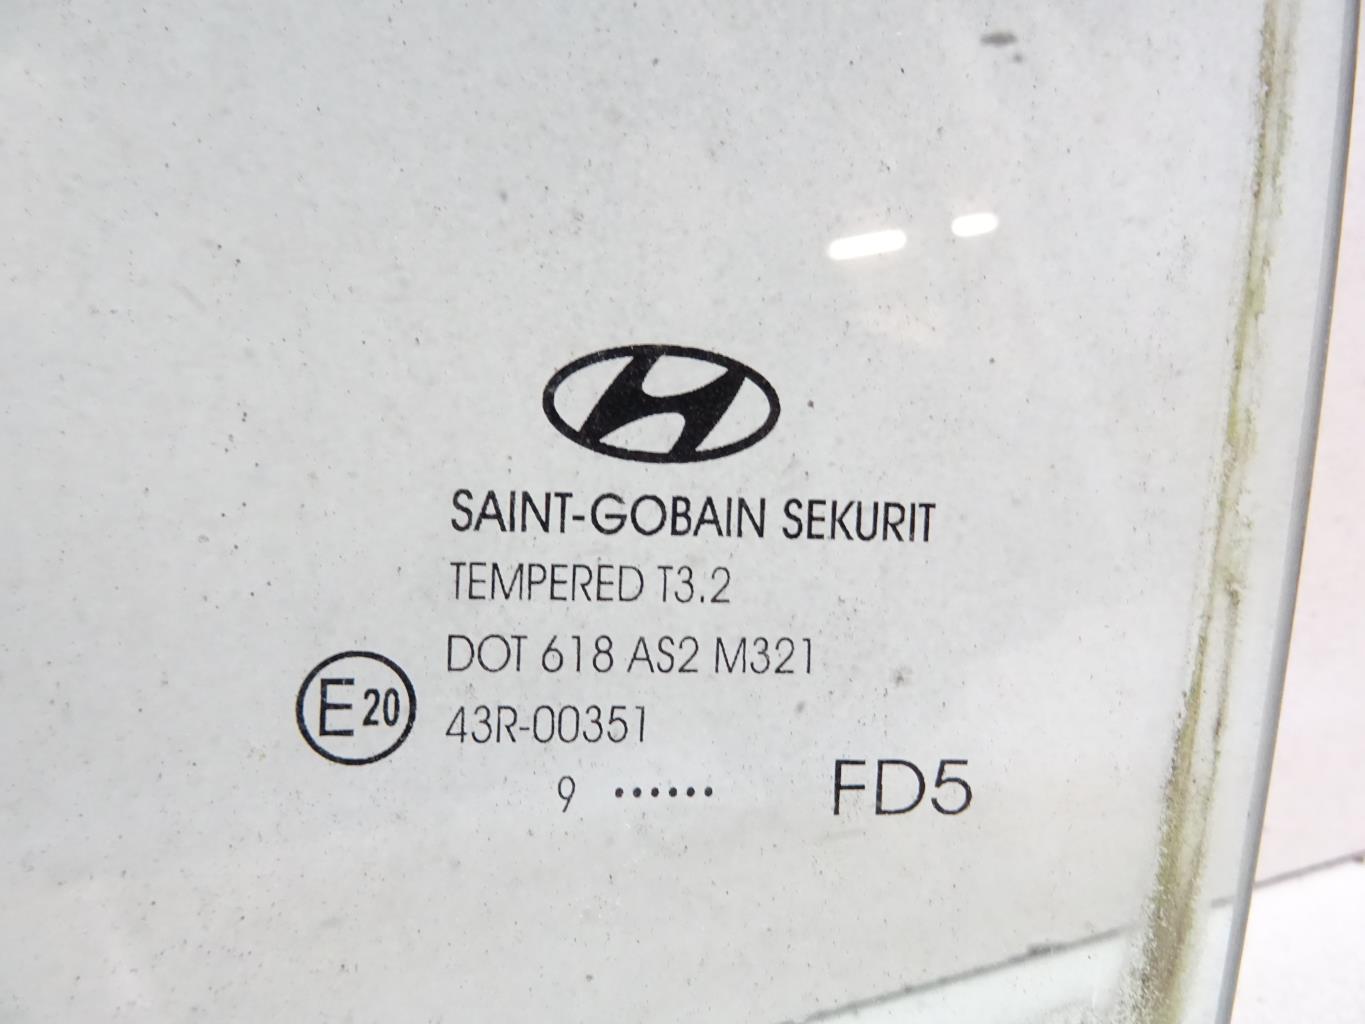 SAINT-GOBAIN SEKURIT
TEMPERED T3.2
DOT 618 AS2 M321
E20 43R-00351
9 ...... FD5